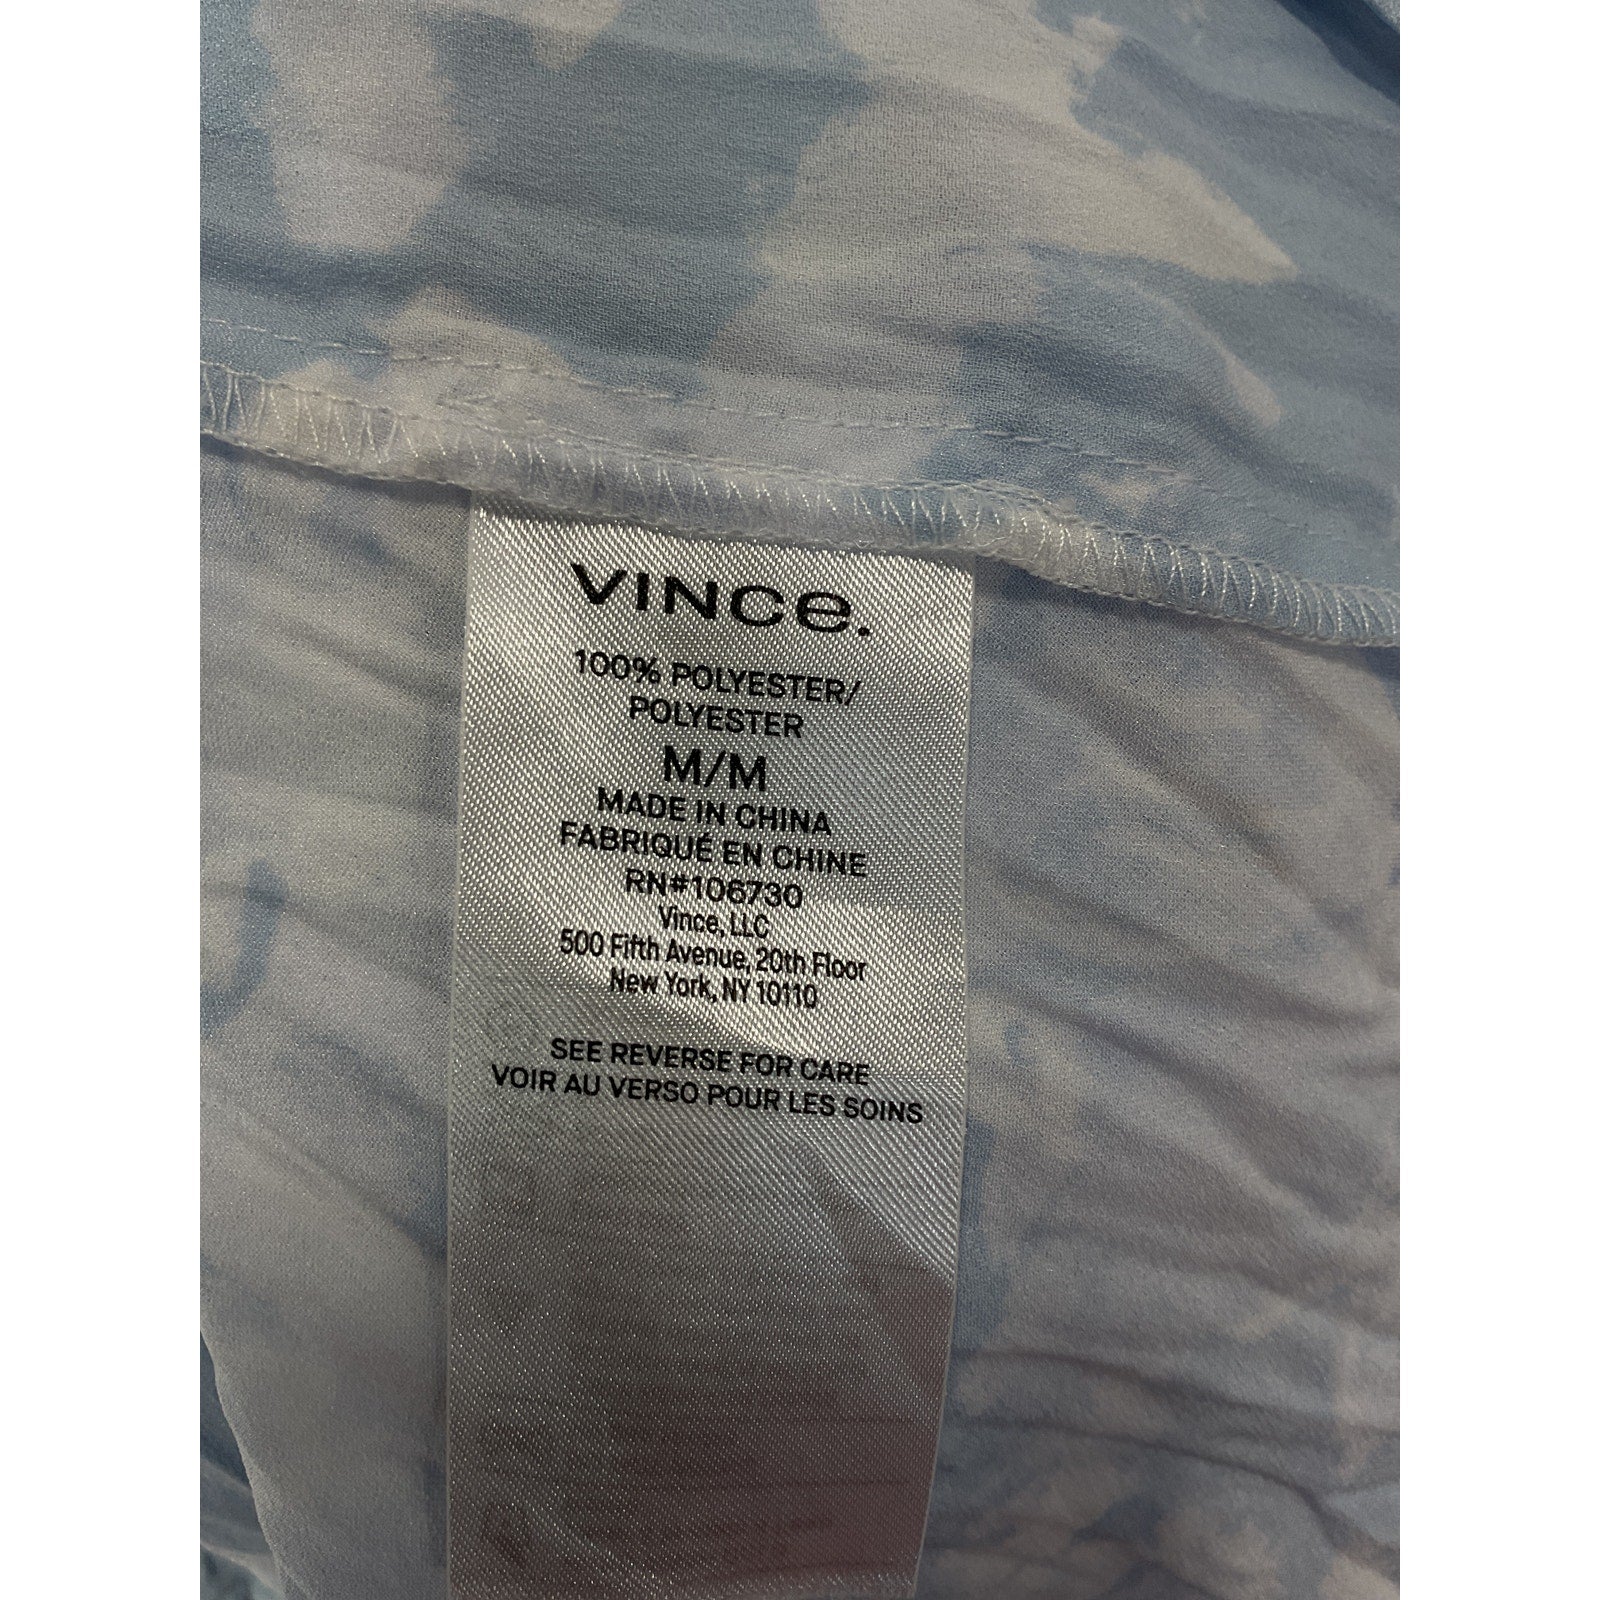 VINCe.
100% POLYESTER/
POLYESTER
M/M
MADE IN CHINA
FABRIQUÉ EN CHINE
RN#106730
Vince, LLC
500 Fifth Avenue, 20th Floor
New York, NY 10110
SEE REVERSE FOR CARE
VOIR AU VERSO POUR LES SOINS